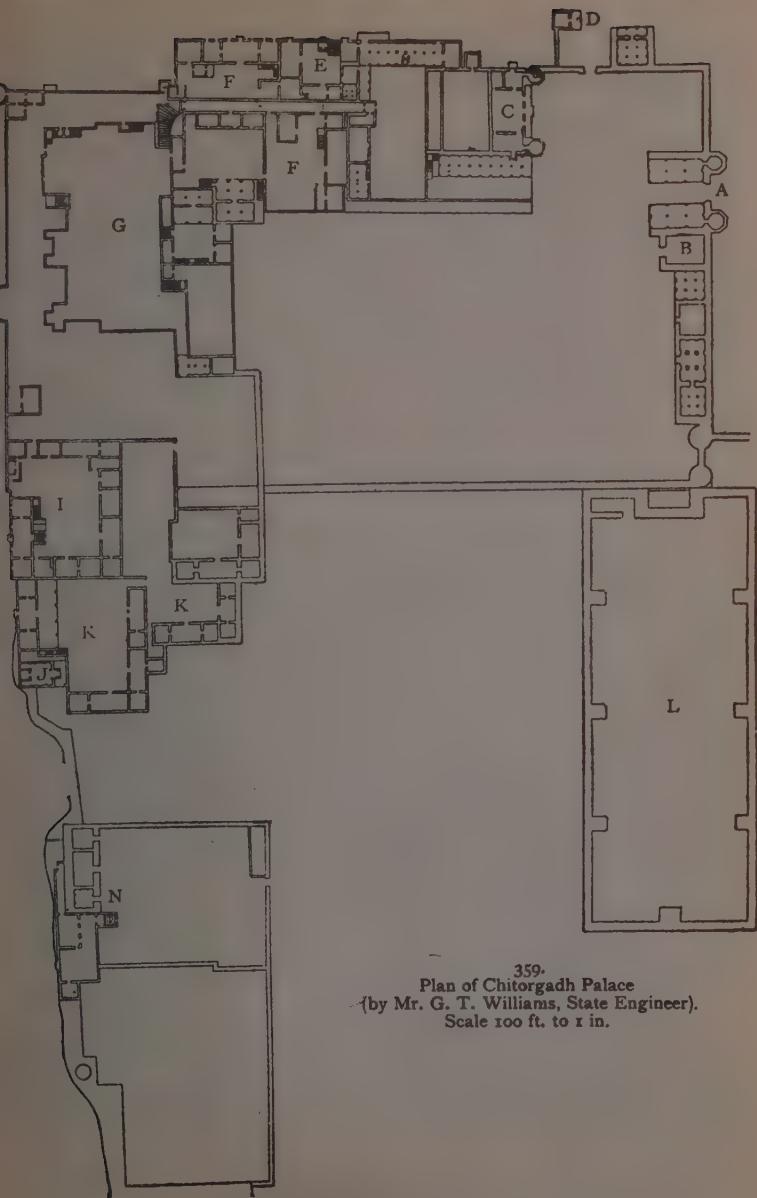 D
E
F
C
A
F
G
B
I
K
K
J
L
N
359.
Plan of Chitorgadh Palace
(by Mr. G. T. Williams, State Engineer).
Scale 100 ft. to 1 in.